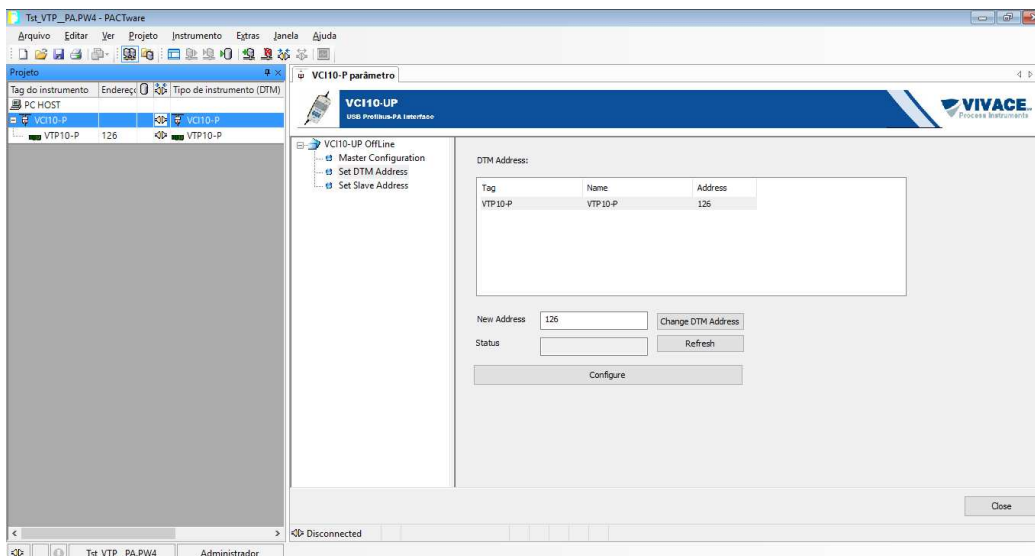 Tst_VTP__PA.PW4 - PACTware
Arquivo Editar Ver Projeto Instrumento Extras Janela Ajuda
Projeto
Tag do instrumento Endereço Tipo de instrumento (DTM)
PC HOST
VCI10-P VCI10-P
VTP10-P 126 VTP10-P
VCI10-P parâmetro
VCI10-UP
USB Profibus-PA Interface
VIVACE
Process Instruments
VCI10-UP OffLine
Master Configuration
Set DTM Address
Set Slave Address
DTM Address:
Tag Name Address
VTP10-P VTP10-P 126
New Address 126 Change DTM Address
Status Refresh
Configure
Close
Disconnected
Tst_VTP__PA.PW4 Administrador